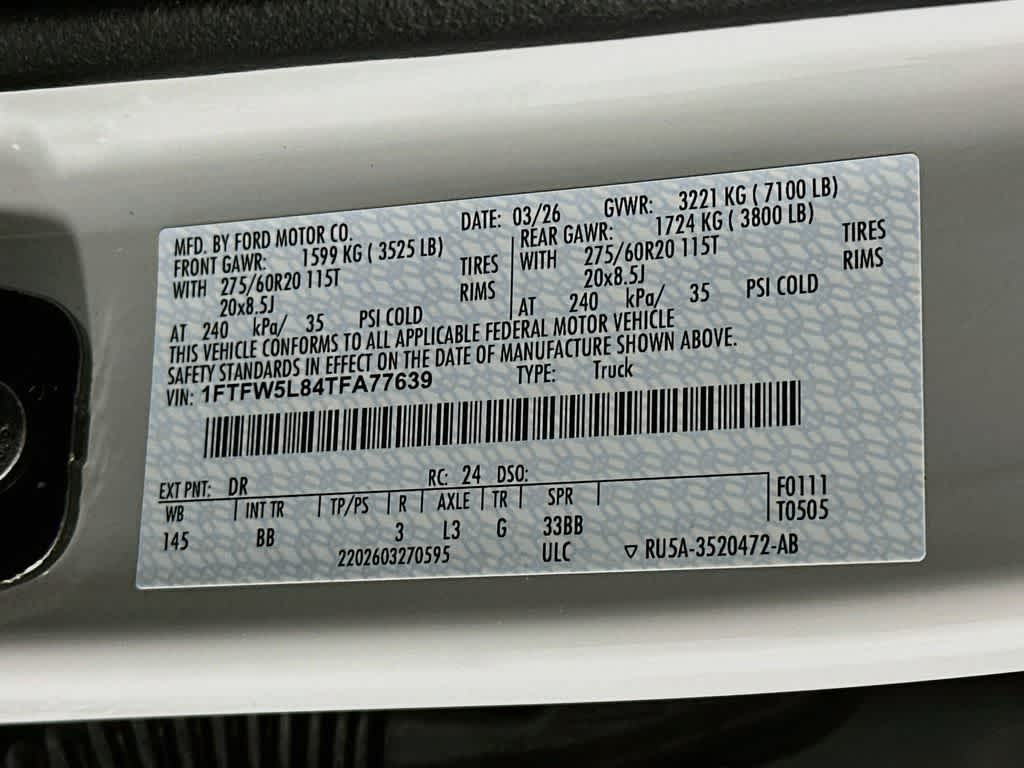 MFD. BY FORD MOTOR CO. DATE: 03/26 GVWR: 3221 KG ( 7100 LB)
FRONT GAWR: 1599 KG ( 3525 LB)
WITH 275/60R20 115T TIRES
20x8.5J RIMS
AT 240 kPa/ 35 PSI COLD
REAR GAWR: 1724 KG ( 3800 LB)
WITH 275/60R20 115T TIRES
20x8.5J RIMS
AT 240 kPa/ 35 PSI COLD
THIS VEHICLE CONFORMS TO ALL APPLICABLE FEDERAL MOTOR VEHICLE
SAFETY STANDARDS IN EFFECT ON THE DATE OF MANUFACTURE SHOWN ABOVE.
VIN: 1FTFW5L84TFA77639 TYPE: Truck
EXT PNT: DR RC: 24 DSO:
WB INT TR TP/PS R AXLE TR SPR F0111
145 BB 3 L3 G 33BB T0505
2202603270595 ULC ▽ RU5A-3520472-AB